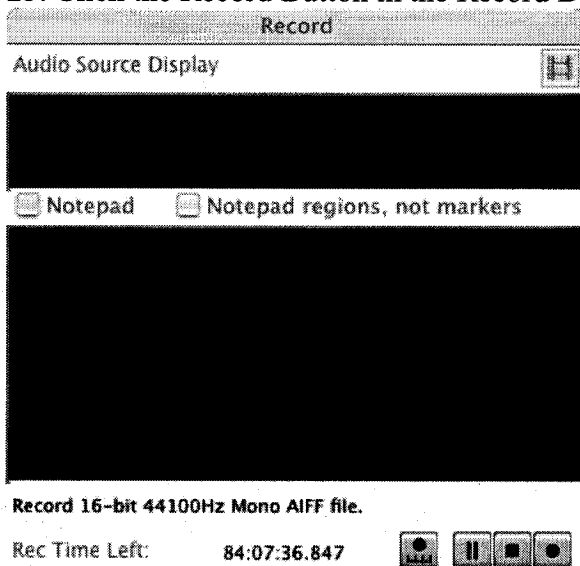 Record
Audio Source Display
Notepad Notepad regions, not markers
Record 16-bit 44100Hz Mono AIFF file.
Rec Time Left: 84:07:36.847